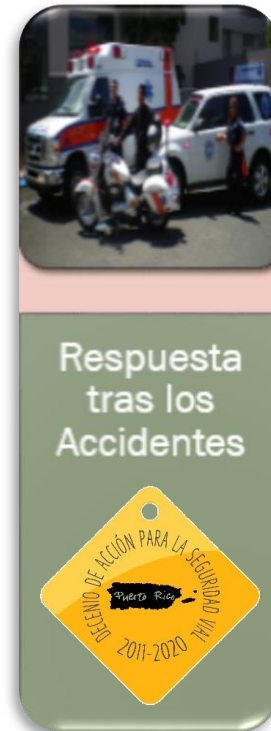 Respuesta
tras los
Accidentes
DECENIO DE ACCIÓN PARA LA SEGURIDAD VIAL
Puerto Rico
2011-2020